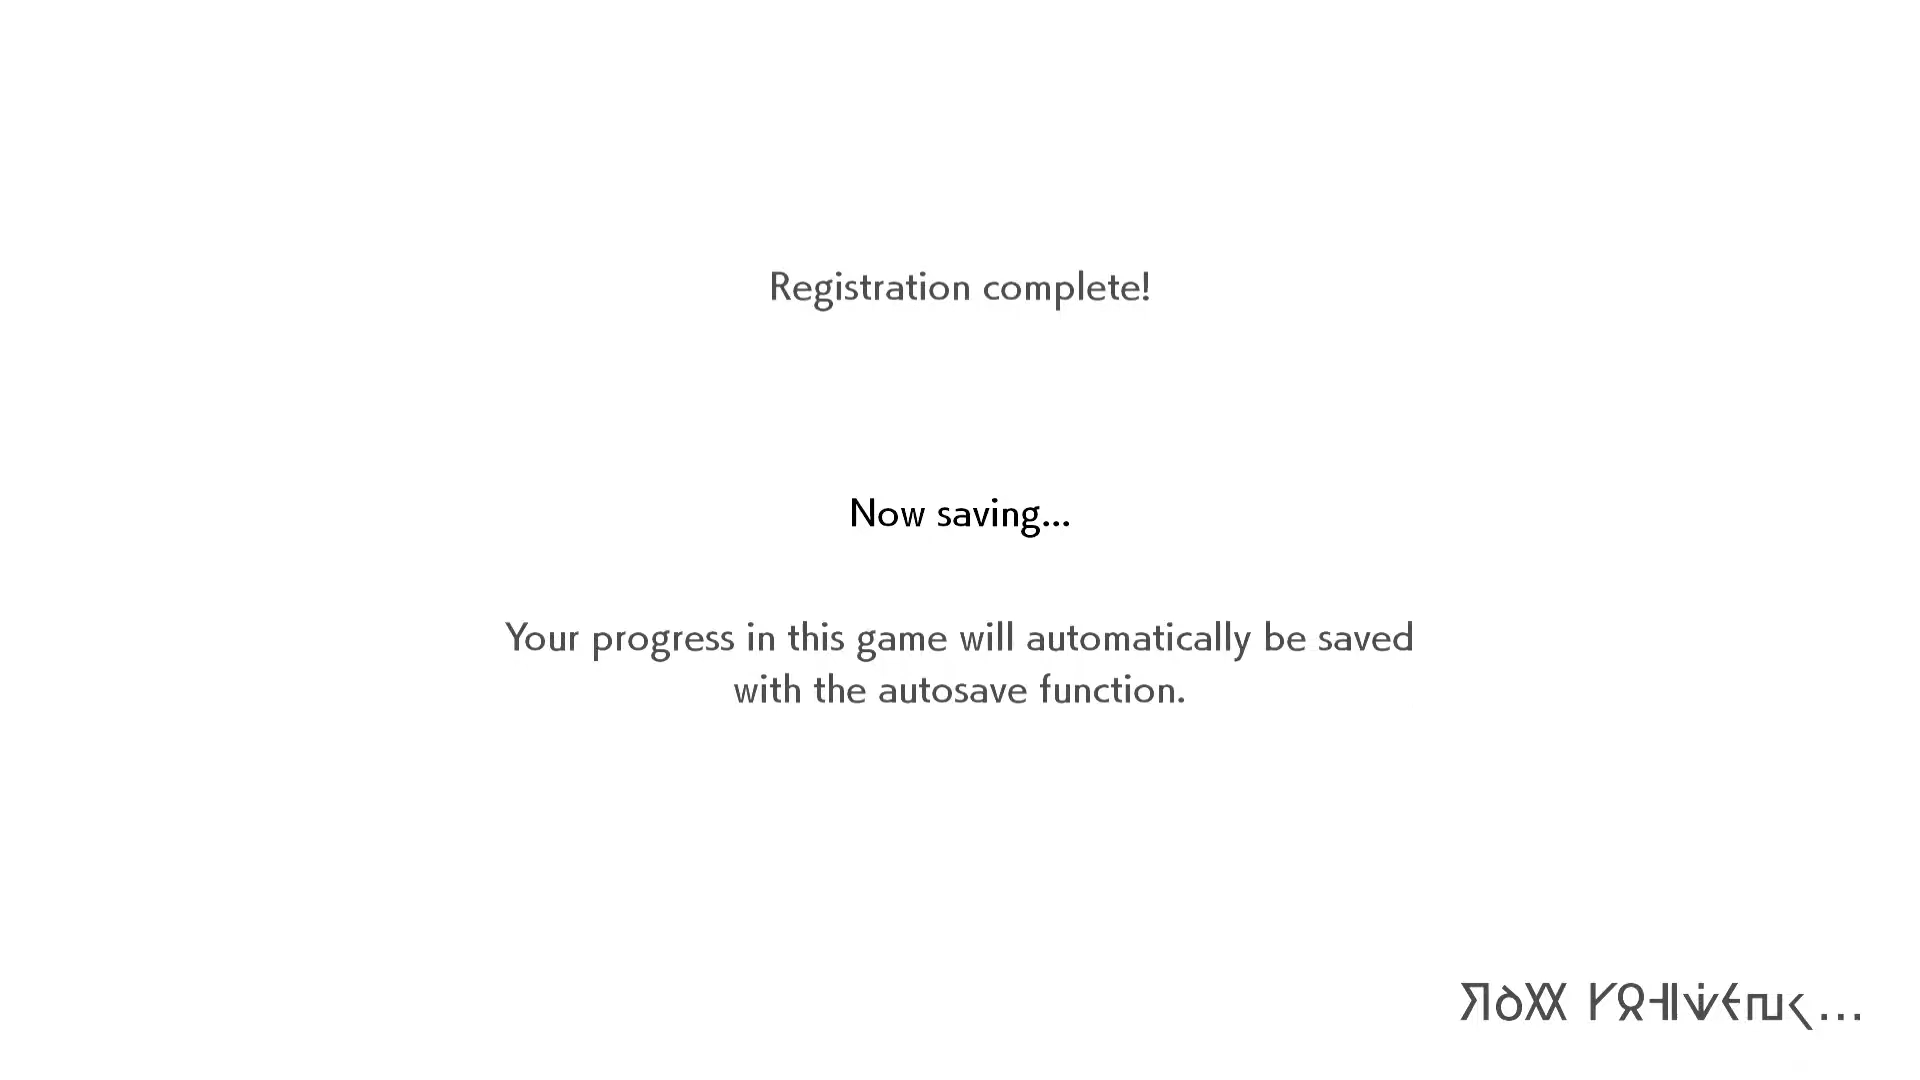 Registration complete!
Now saving...
Your progress in this game will automatically be saved
with the autosave function.